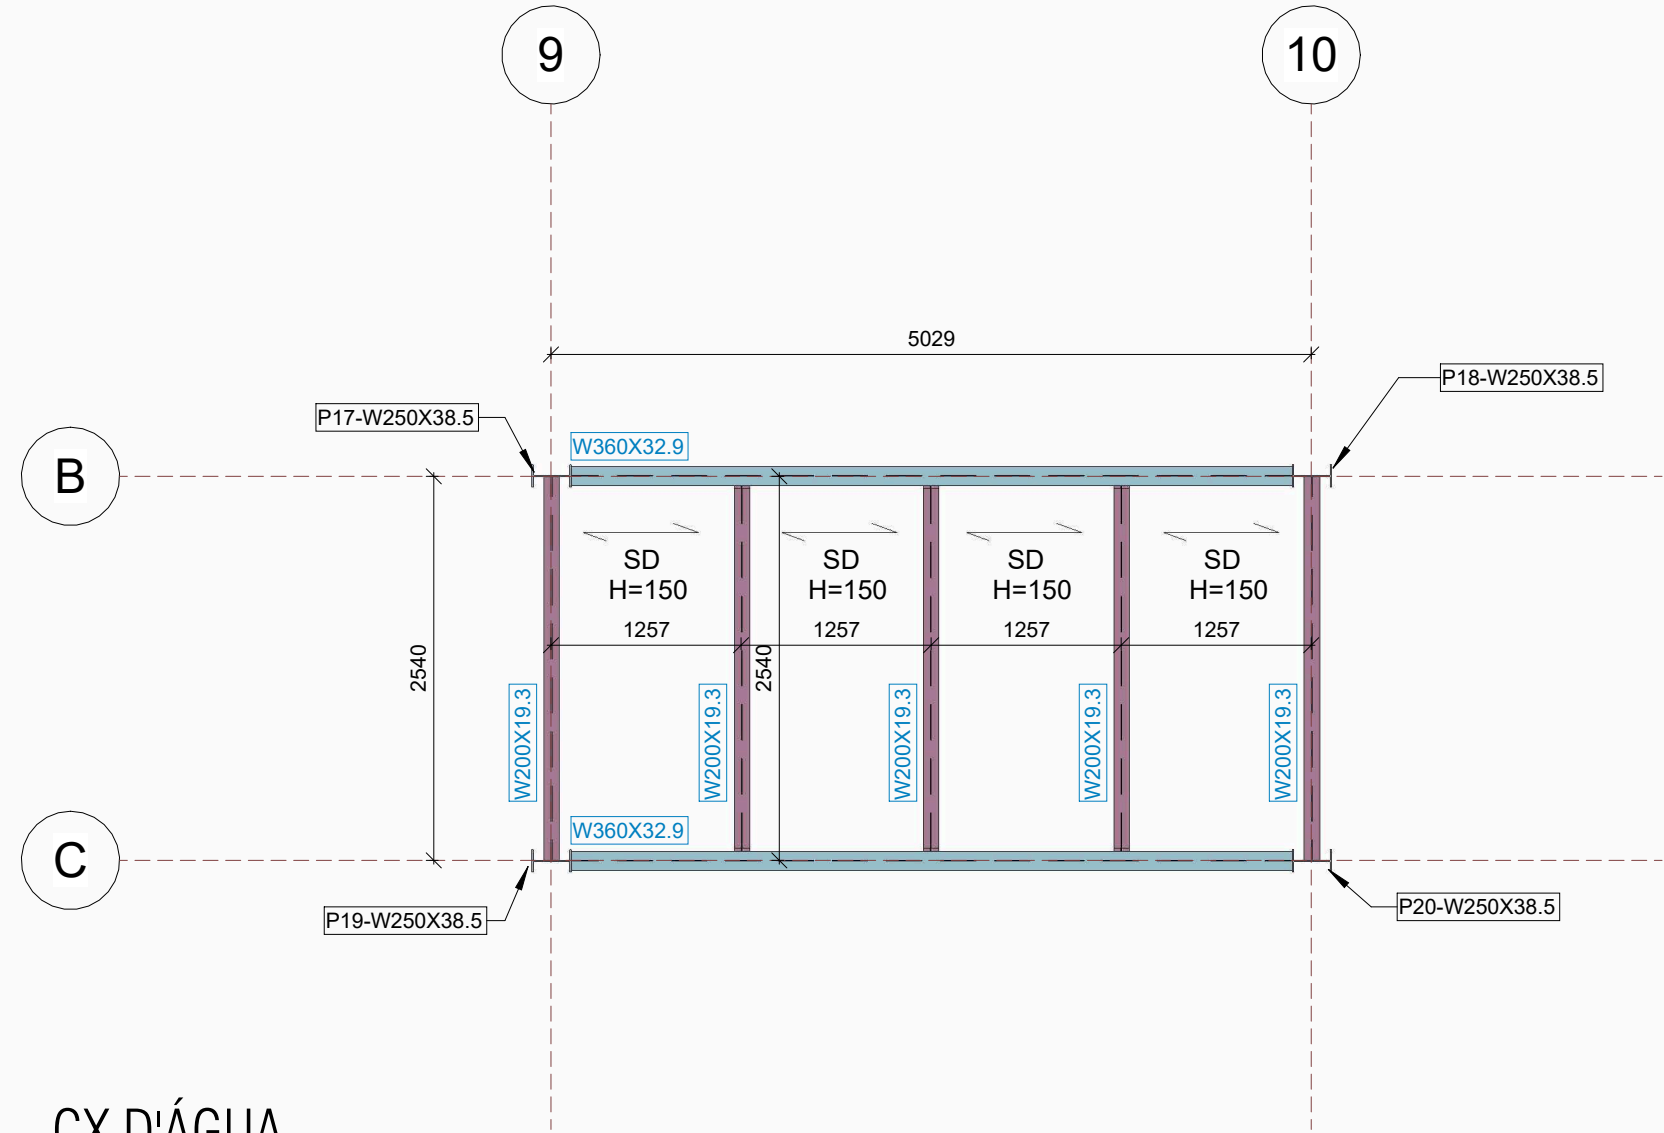 9
10
5029
P18-W250X38.5
P17-W250X38.5
W360X32.9
B
SD
H=150
SD
H=150
SD
H=150
SD
H=150
1257
1257
1257
1257
2540
2540
W200X19.3
W200X19.3
W200X19.3
W200X19.3
W200X19.3
W360X32.9
C
P19-W250X38.5
P20-W250X38.5
CX D'ÁGUA